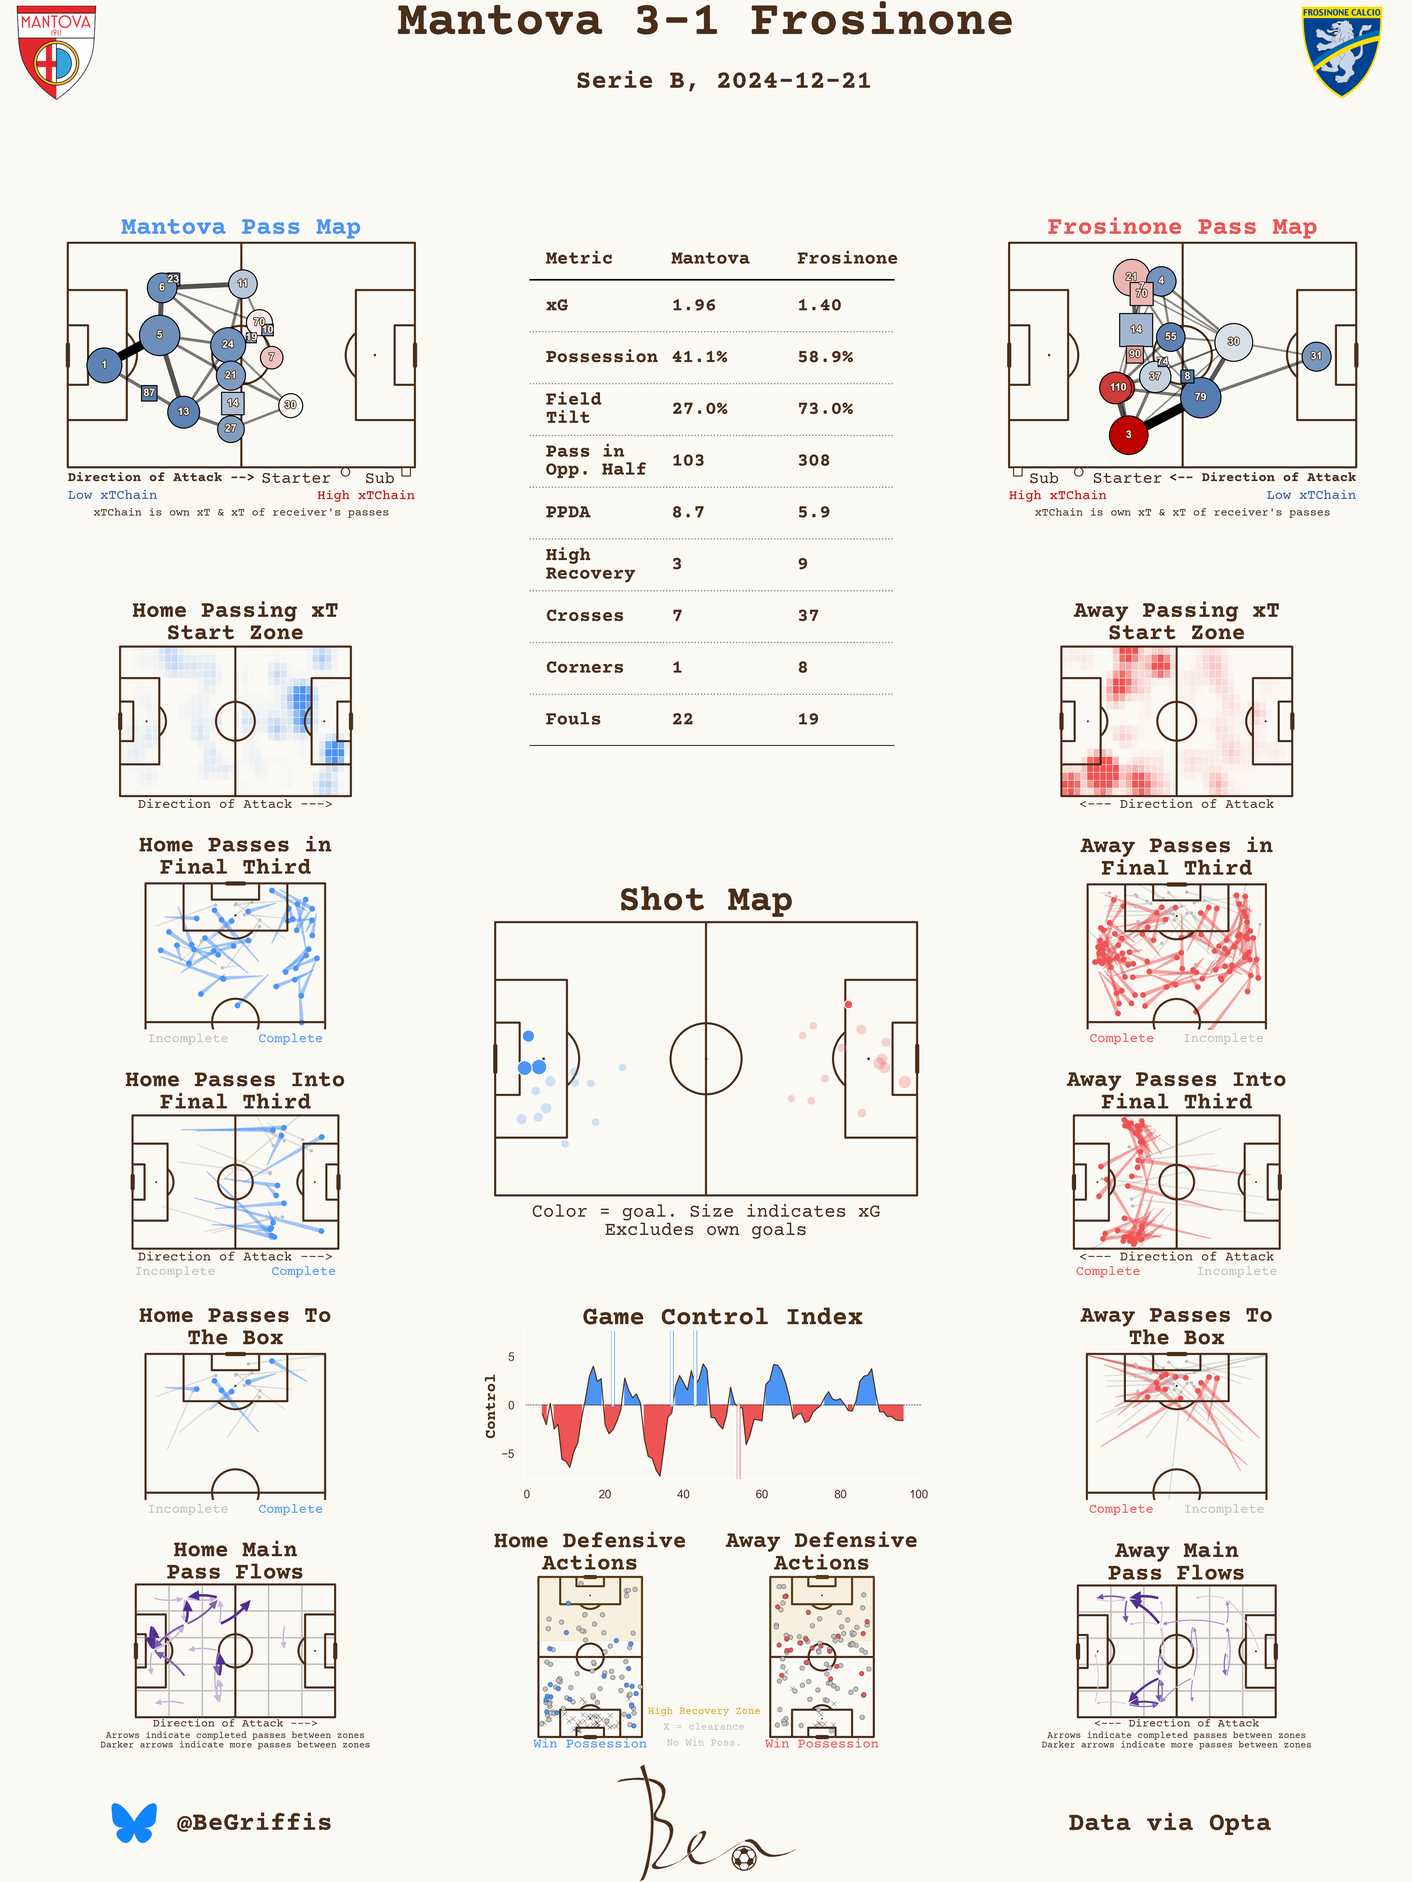 MANTOVA
1911
Mantova 3-1 Frosinone
FROSINONE CALCIO
Serie B, 2024-12-21
Mantova Pass Map
23
6
11
70
10
19
5
24
7
1
21
87
14
30
13
27
Direction of Attack --> Starter Sub
Low xTChain High xTChain
xTChain is own xT & xT of receiver's passes
Metric Mantova Frosinone
xG 1.96 1.40
Possession 41.1% 58.9%
Field
Tilt 27.0% 73.0%
Pass in
Opp. Half 103 308
PPDA 8.7 5.9
High
Recovery 3 9
Crosses 7 37
Corners 1 8
Fouls 22 19
Frosinone Pass Map
21
4
7
70
14
55
30
90
74
31
37
8
110
79
3
Sub Starter <-- Direction of Attack
High xTChain Low xTChain
xTChain is own xT & xT of receiver's passes
Home Passing xT
Start Zone
Direction of Attack --->
Away Passing xT
Start Zone
<--- Direction of Attack
Home Passes in
Final Third
Incomplete Complete
Shot Map
Color = goal. Size indicates xG
Excludes own goals
Away Passes in
Final Third
Complete Incomplete
Home Passes Into
Final Third
Direction of Attack --->
Incomplete Complete
Away Passes Into
Final Third
<--- Direction of Attack
Complete Incomplete
Home Passes To
The Box
Incomplete Complete
Game Control Index
Control
5
0
−5
0 20 40 60 80 100
Away Passes To
The Box
Complete Incomplete
Home Main
Pass Flows
Direction of Attack --->
Arrows indicate completed passes between zones
Darker arrows indicate more passes between zones
Home Defensive
Actions
Win Possession
Away Defensive
Actions
High Recovery Zone
X = clearance
No Win Poss.
Win Possession
Away Main
Pass Flows
<--- Direction of Attack
Arrows indicate completed passes between zones
Darker arrows indicate more passes between zones
@BeGriffis
Ben
Data via Opta